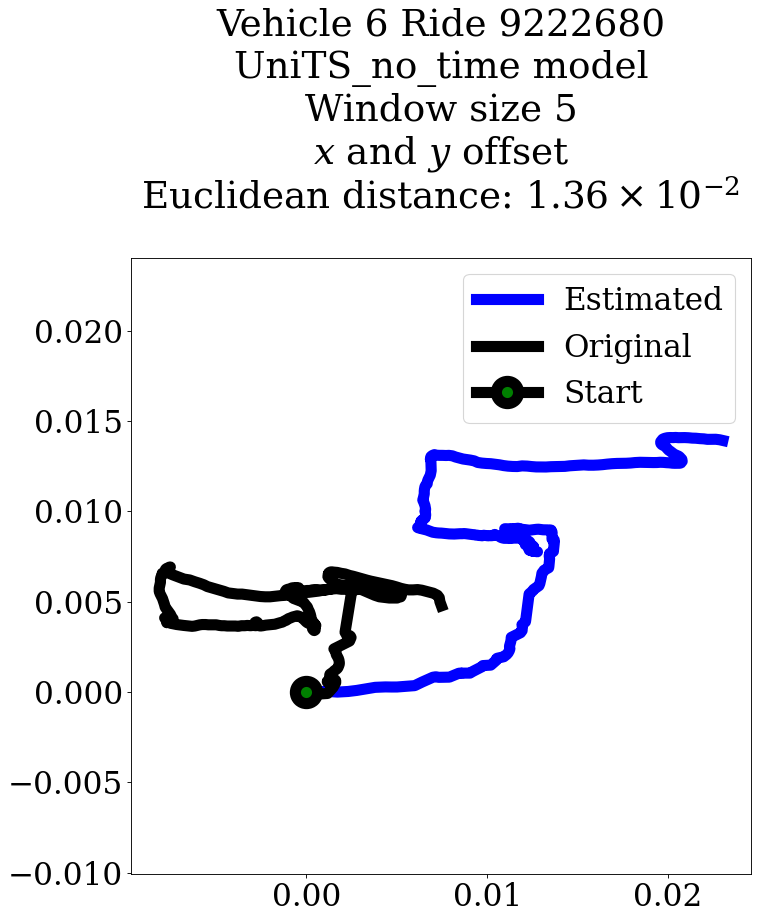 Vehicle 6 Ride 9222680
UniTS_no_time model
Window size 5
x and y offset
Euclidean distance: 1.36 × 10⁻²
Estimated
Original
Start
0.020
0.015
0.010
0.005
0.000
−0.005
−0.010
0.00 0.01 0.02